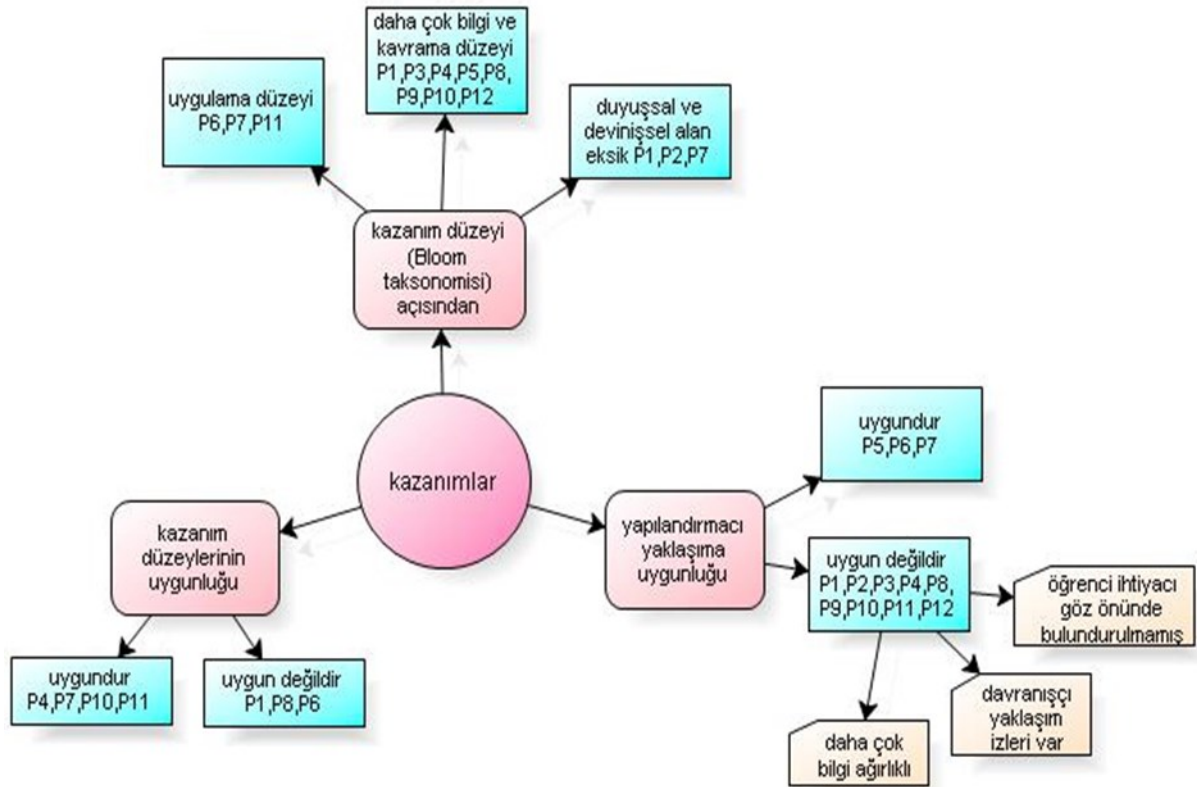 daha çok bilgi ve
kavrama düzeyi
P1,P3,P4,P5,P8,
P9,P10,P12
uygulama düzeyi
P6,P7,P11
duyuşsal ve
devinişsel alan
eksik P1,P2,P7
kazanım düzeyi
(Bloom
taksonomisi)
açısından
kazanımlar
uygundur
P5,P6,P7
kazanım
düzeylerinin
uygunluğu
yapılandırmacı
yaklaşıma
uygunluğu
uygun değildir
P1,P2,P3,P4,P8,
P9,P10,P11,P12
öğrenci ihtiyacı
göz önünde
bulundurulmamış
uygundur
P4,P7,P10,P11
uygun değildir
P1,P8,P6
davranışçı
yaklaşım
izleri var
daha çok
bilgi ağırlıklı